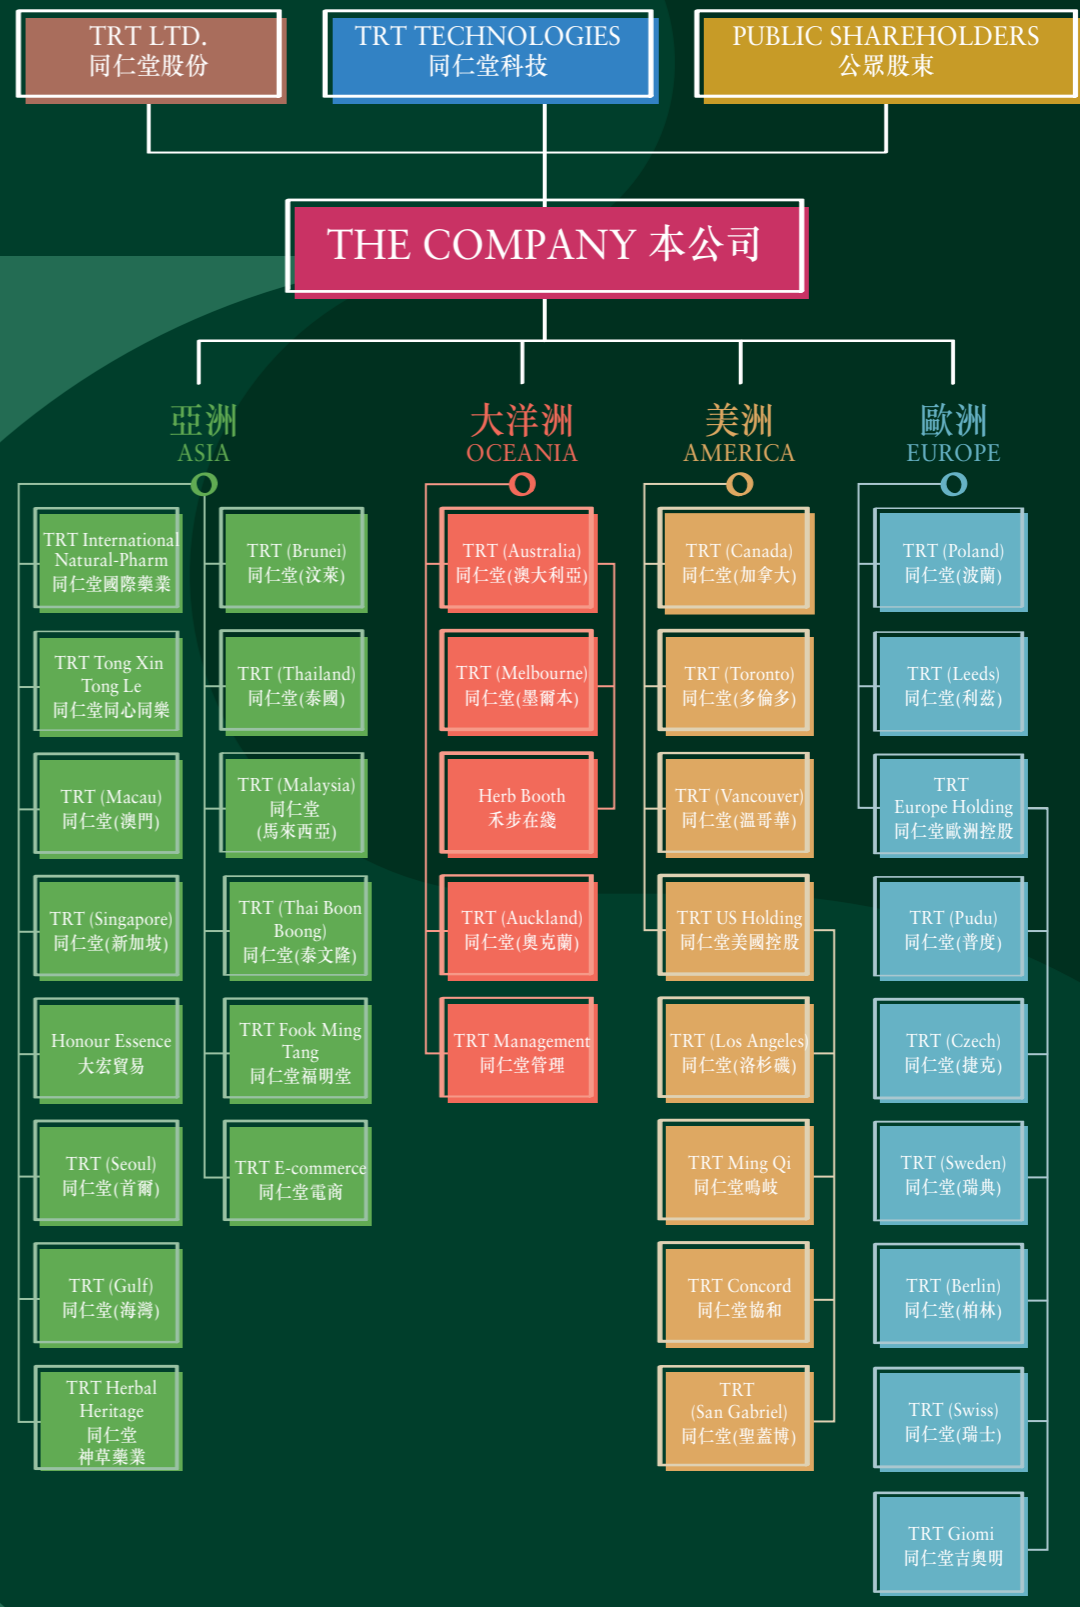 TRT LTD.
同仁堂股份
TRT TECHNOLOGIES
同仁堂科技
PUBLIC SHAREHOLDERS
公眾股東
THE COMPANY 本公司
亞洲
ASIA
TRT International
Natural-Pharm
同仁堂國際藥業
TRT Tong Xin
Tong Le
同仁堂同心同樂
TRT (Macau)
同仁堂(澳門)
TRT (Singapore)
同仁堂(新加坡)
Honour Essence
大宏貿易
TRT (Seoul)
同仁堂(首爾)
TRT (Gulf)
同仁堂(海灣)
TRT Herbal
Heritage
同仁堂
神草藥業
TRT (Brunei)
同仁堂(汶萊)
TRT (Thailand)
同仁堂(泰國)
TRT (Malaysia)
同仁堂
(馬來西亞)
TRT (Thai Boon
Boong)
同仁堂(泰文隆)
TRT Fook Ming
Tang
同仁堂福明堂
TRT E-commerce
同仁堂電商
大洋洲
OCEANIA
TRT (Australia)
同仁堂(澳大利亞)
TRT (Melbourne)
同仁堂(墨爾本)
Herb Booth
禾步在綫
TRT (Auckland)
同仁堂(奧克蘭)
TRT Management
同仁堂管理
美洲
AMERICA
TRT (Canada)
同仁堂(加拿大)
TRT (Toronto)
同仁堂(多倫多)
TRT (Vancouver)
同仁堂(溫哥華)
TRT US Holding
同仁堂美國控股
TRT (Los Angeles)
同仁堂(洛杉磯)
TRT Ming Qi
同仁堂鳴岐
TRT Concord
同仁堂協和
TRT
(San Gabriel)
同仁堂(聖蓋博)
歐洲
EUROPE
TRT (Poland)
同仁堂(波蘭)
TRT (Leeds)
同仁堂(利茲)
TRT
Europe Holding
同仁堂歐洲控股
TRT (Pudu)
同仁堂(普度)
TRT (Czech)
同仁堂(捷克)
TRT (Sweden)
同仁堂(瑞典)
TRT (Berlin)
同仁堂(柏林)
TRT (Swiss)
同仁堂(瑞士)
TRT Giomi
同仁堂吉奧明